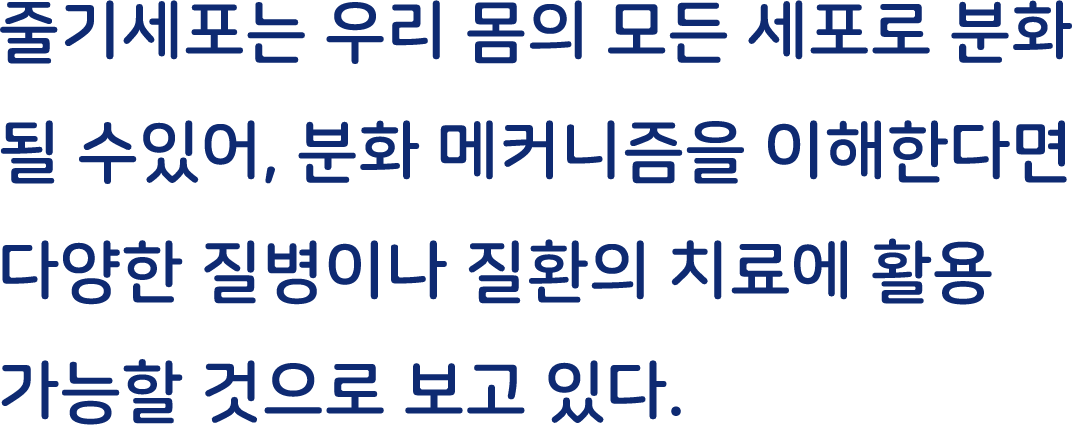 줄기세포는 우리 몸의 모든 세포로 분화
될 수있어, 분화 메커니즘을 이해한다면
다양한 질병이나 질환의 치료에 활용
가능할 것으로 보고 있다.